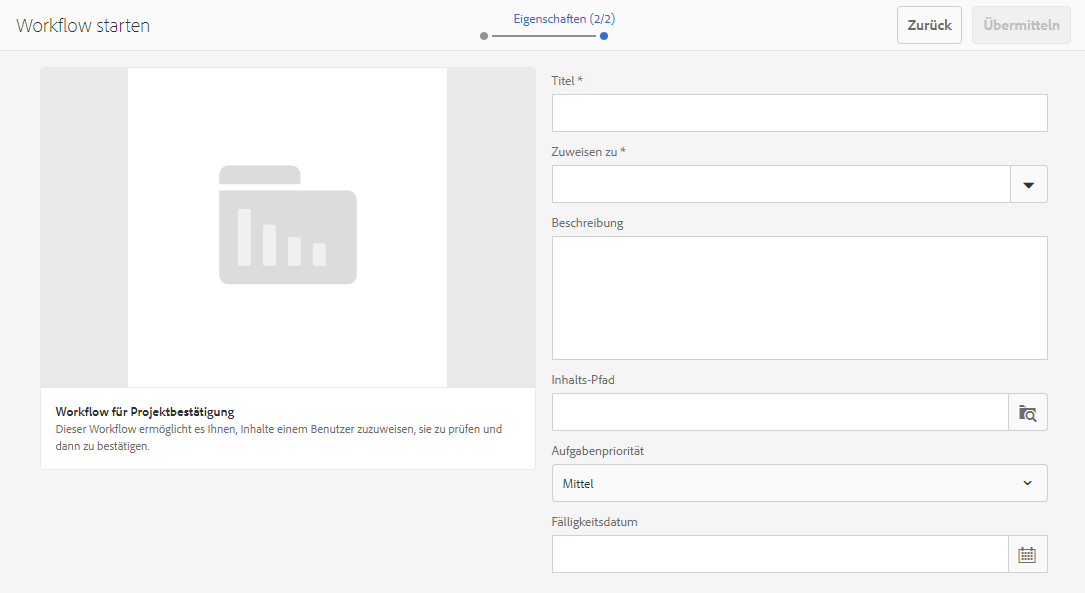 Workflow starten
Eigenschaften (2/2)
Zurück
Übermitteln
Workflow für Projektbestätigung
Dieser Workflow ermöglicht es Ihnen, Inhalte einem Benutzer zuzuweisen, sie zu prüfen und
dann zu bestätigen.
Titel *
Zuweisen zu *
Beschreibung
Inhalts-Pfad
Aufgabenpriorität
Mittel
Fälligkeitsdatum